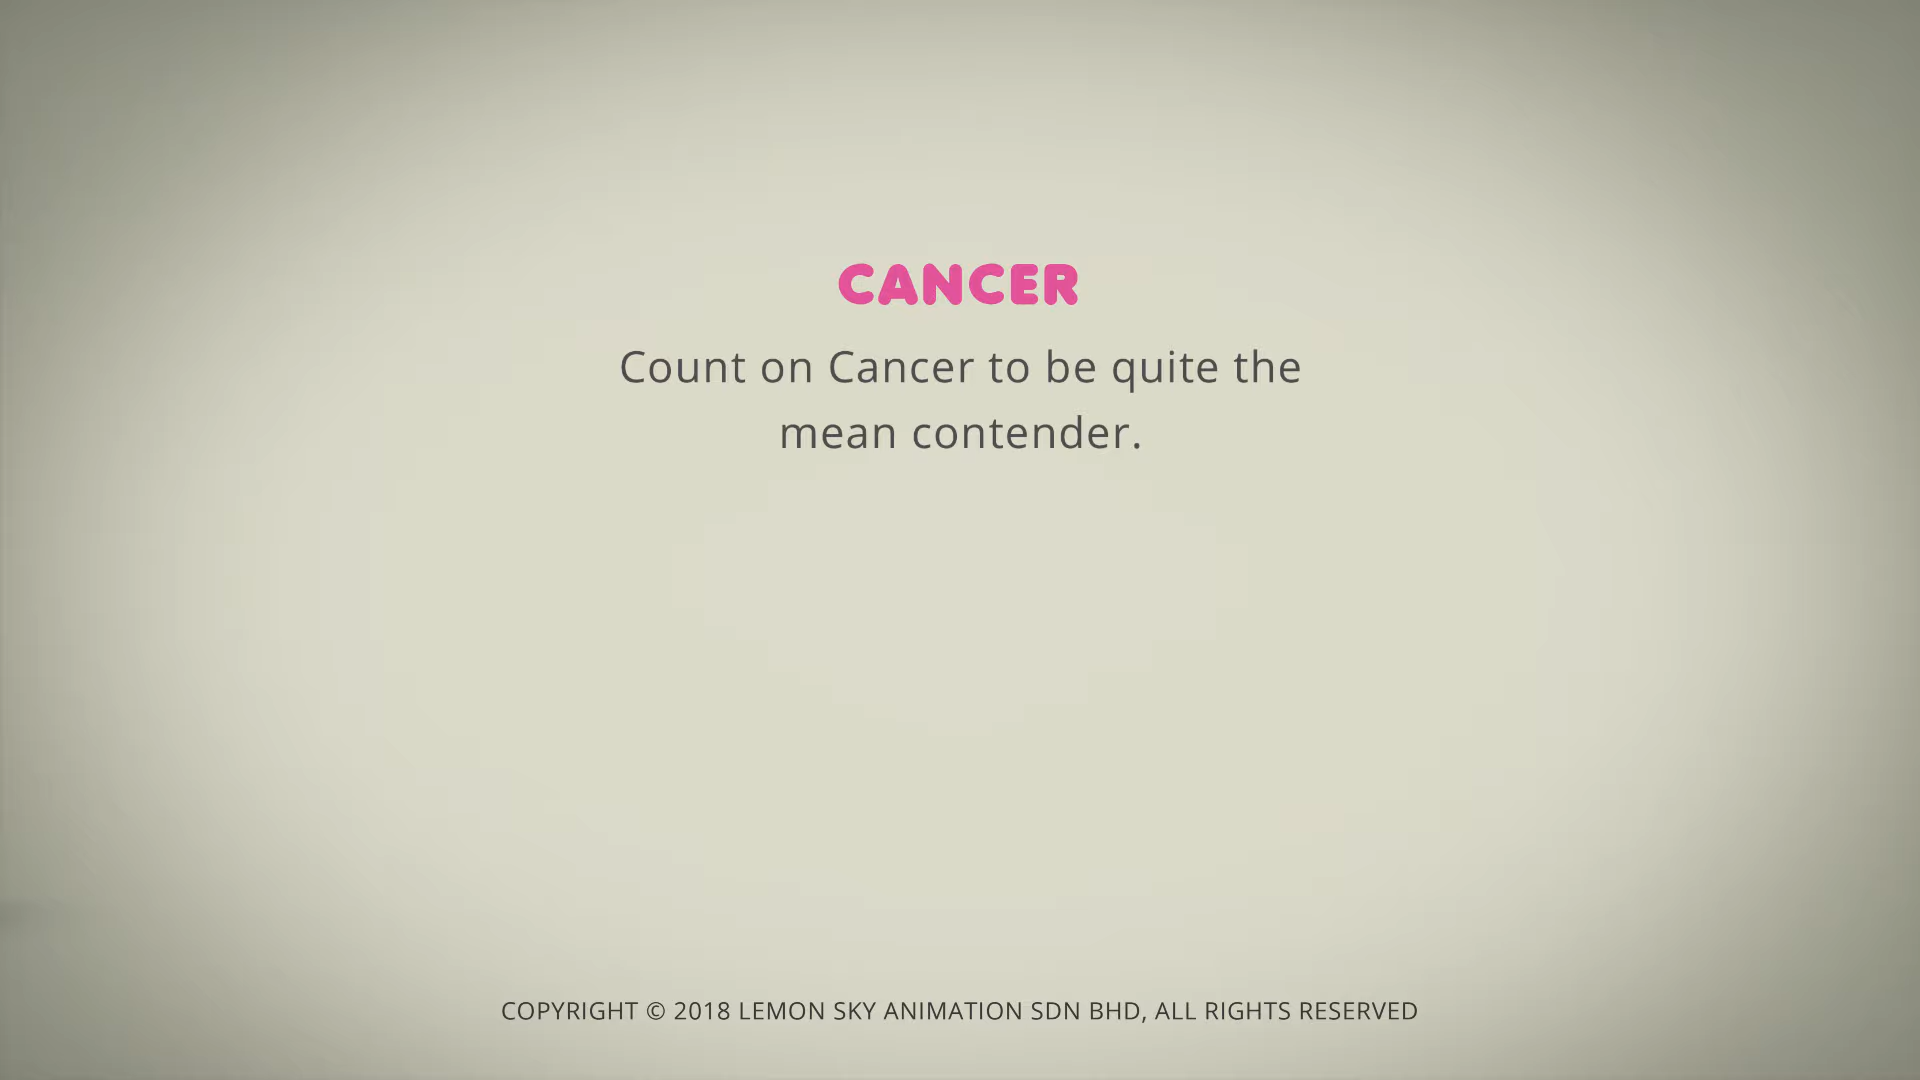 CANCER
Count on Cancer to be quite the
mean contender.
COPYRIGHT © 2018 LEMON SKY ANIMATION SDN BHD, ALL RIGHTS RESERVED